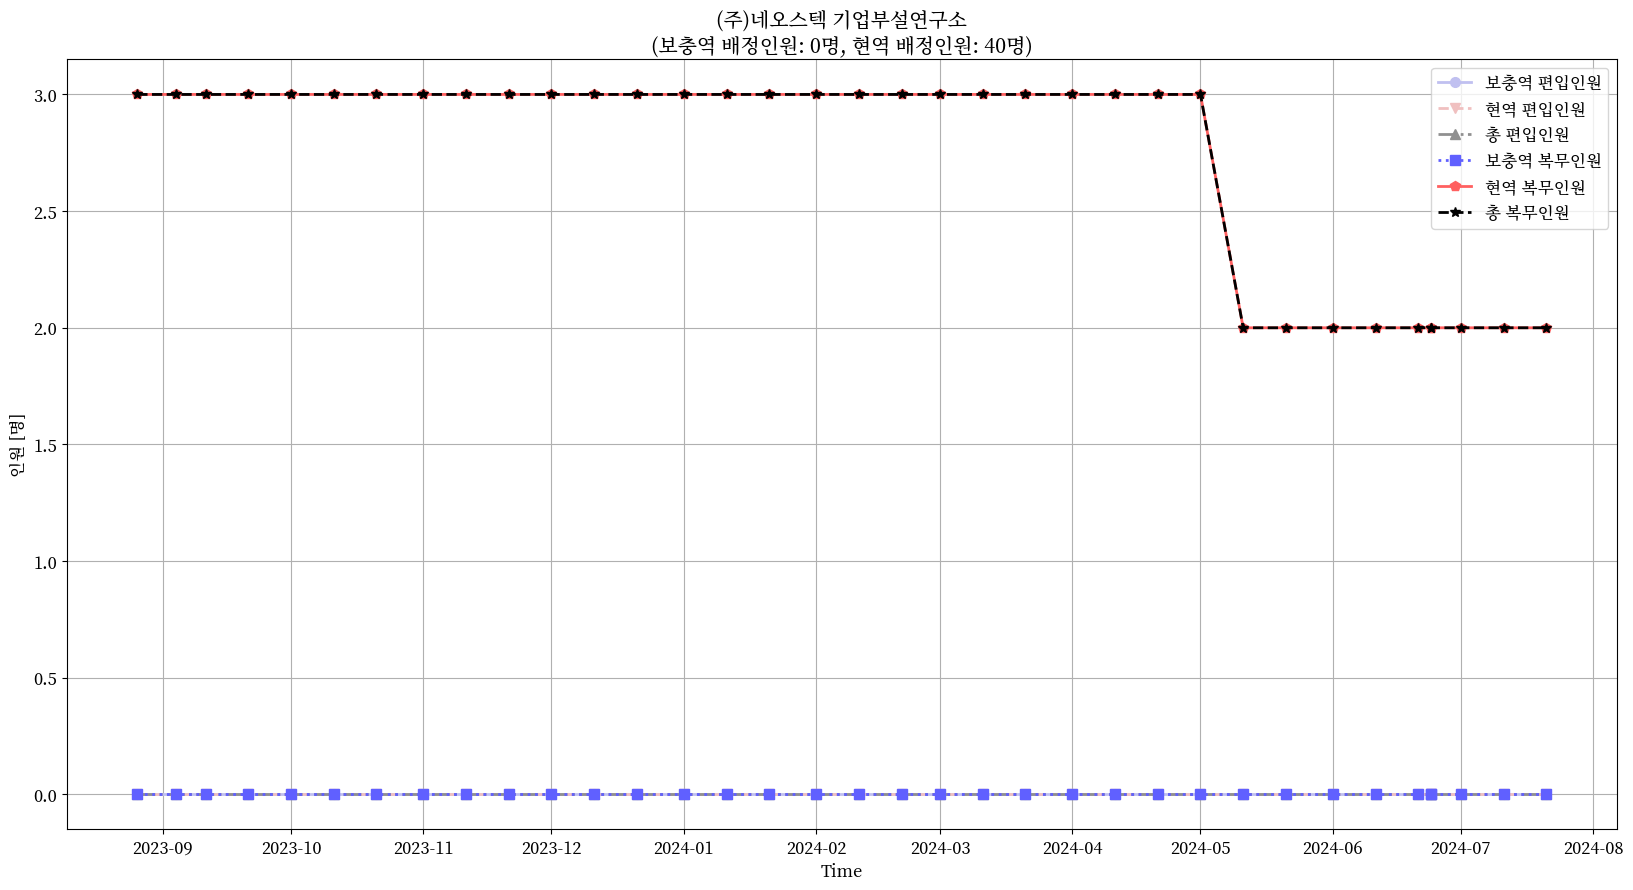 (주)네오스텍 기업부설연구소
(보충역 배정인원: 0명, 현역 배정인원: 40명)
보충역 편입인원
현역 편입인원
총 편입인원
보충역 복무인원
현역 복무인원
총 복무인원
인원 [명]
3.0
2.5
2.0
1.5
1.0
0.5
0.0
2023-09 2023-10 2023-11 2023-12 2024-01 2024-02 2024-03 2024-04 2024-05 2024-06 2024-07 2024-08
Time